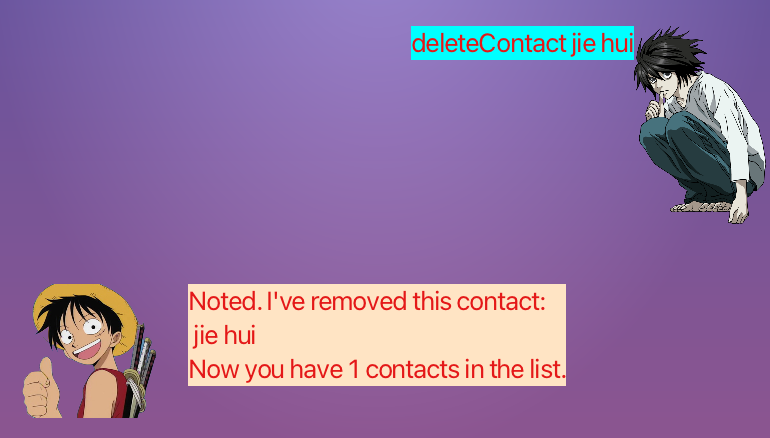 deleteContact jie hui
Noted. I've removed this contact:
jie hui
Now you have 1 contacts in the list.